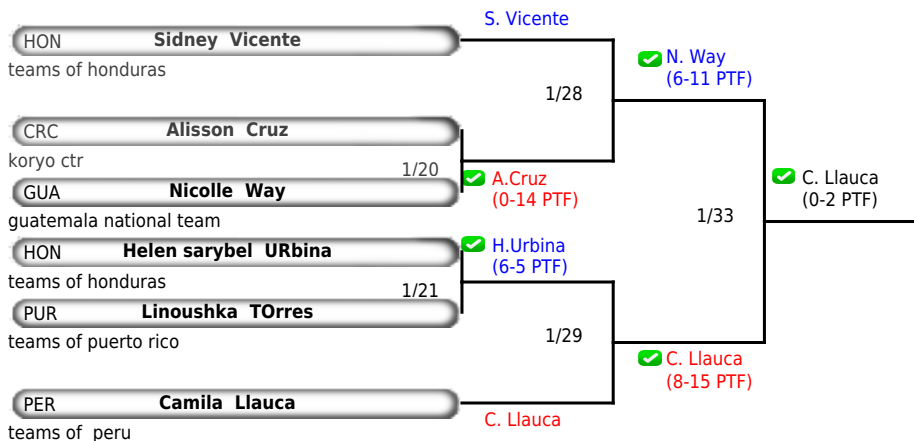 S. Vicente
HON Sidney Vicente
teams of honduras
N. Way
(6-11 PTF)
1/28
CRC Alisson Cruz
koryo ctr
1/20
A.Cruz
(0-14 PTF)
GUA Nicolle Way
guatemala national team
C. Llauca
(0-2 PTF)
1/33
HON Helen sarybel URbina
teams of honduras
H.Urbina
(6-5 PTF)
1/21
PUR Linoushka TOrres
teams of puerto rico
1/29
C. Llauca
(8-15 PTF)
PER Camila Llauca
teams of peru
C. Llauca